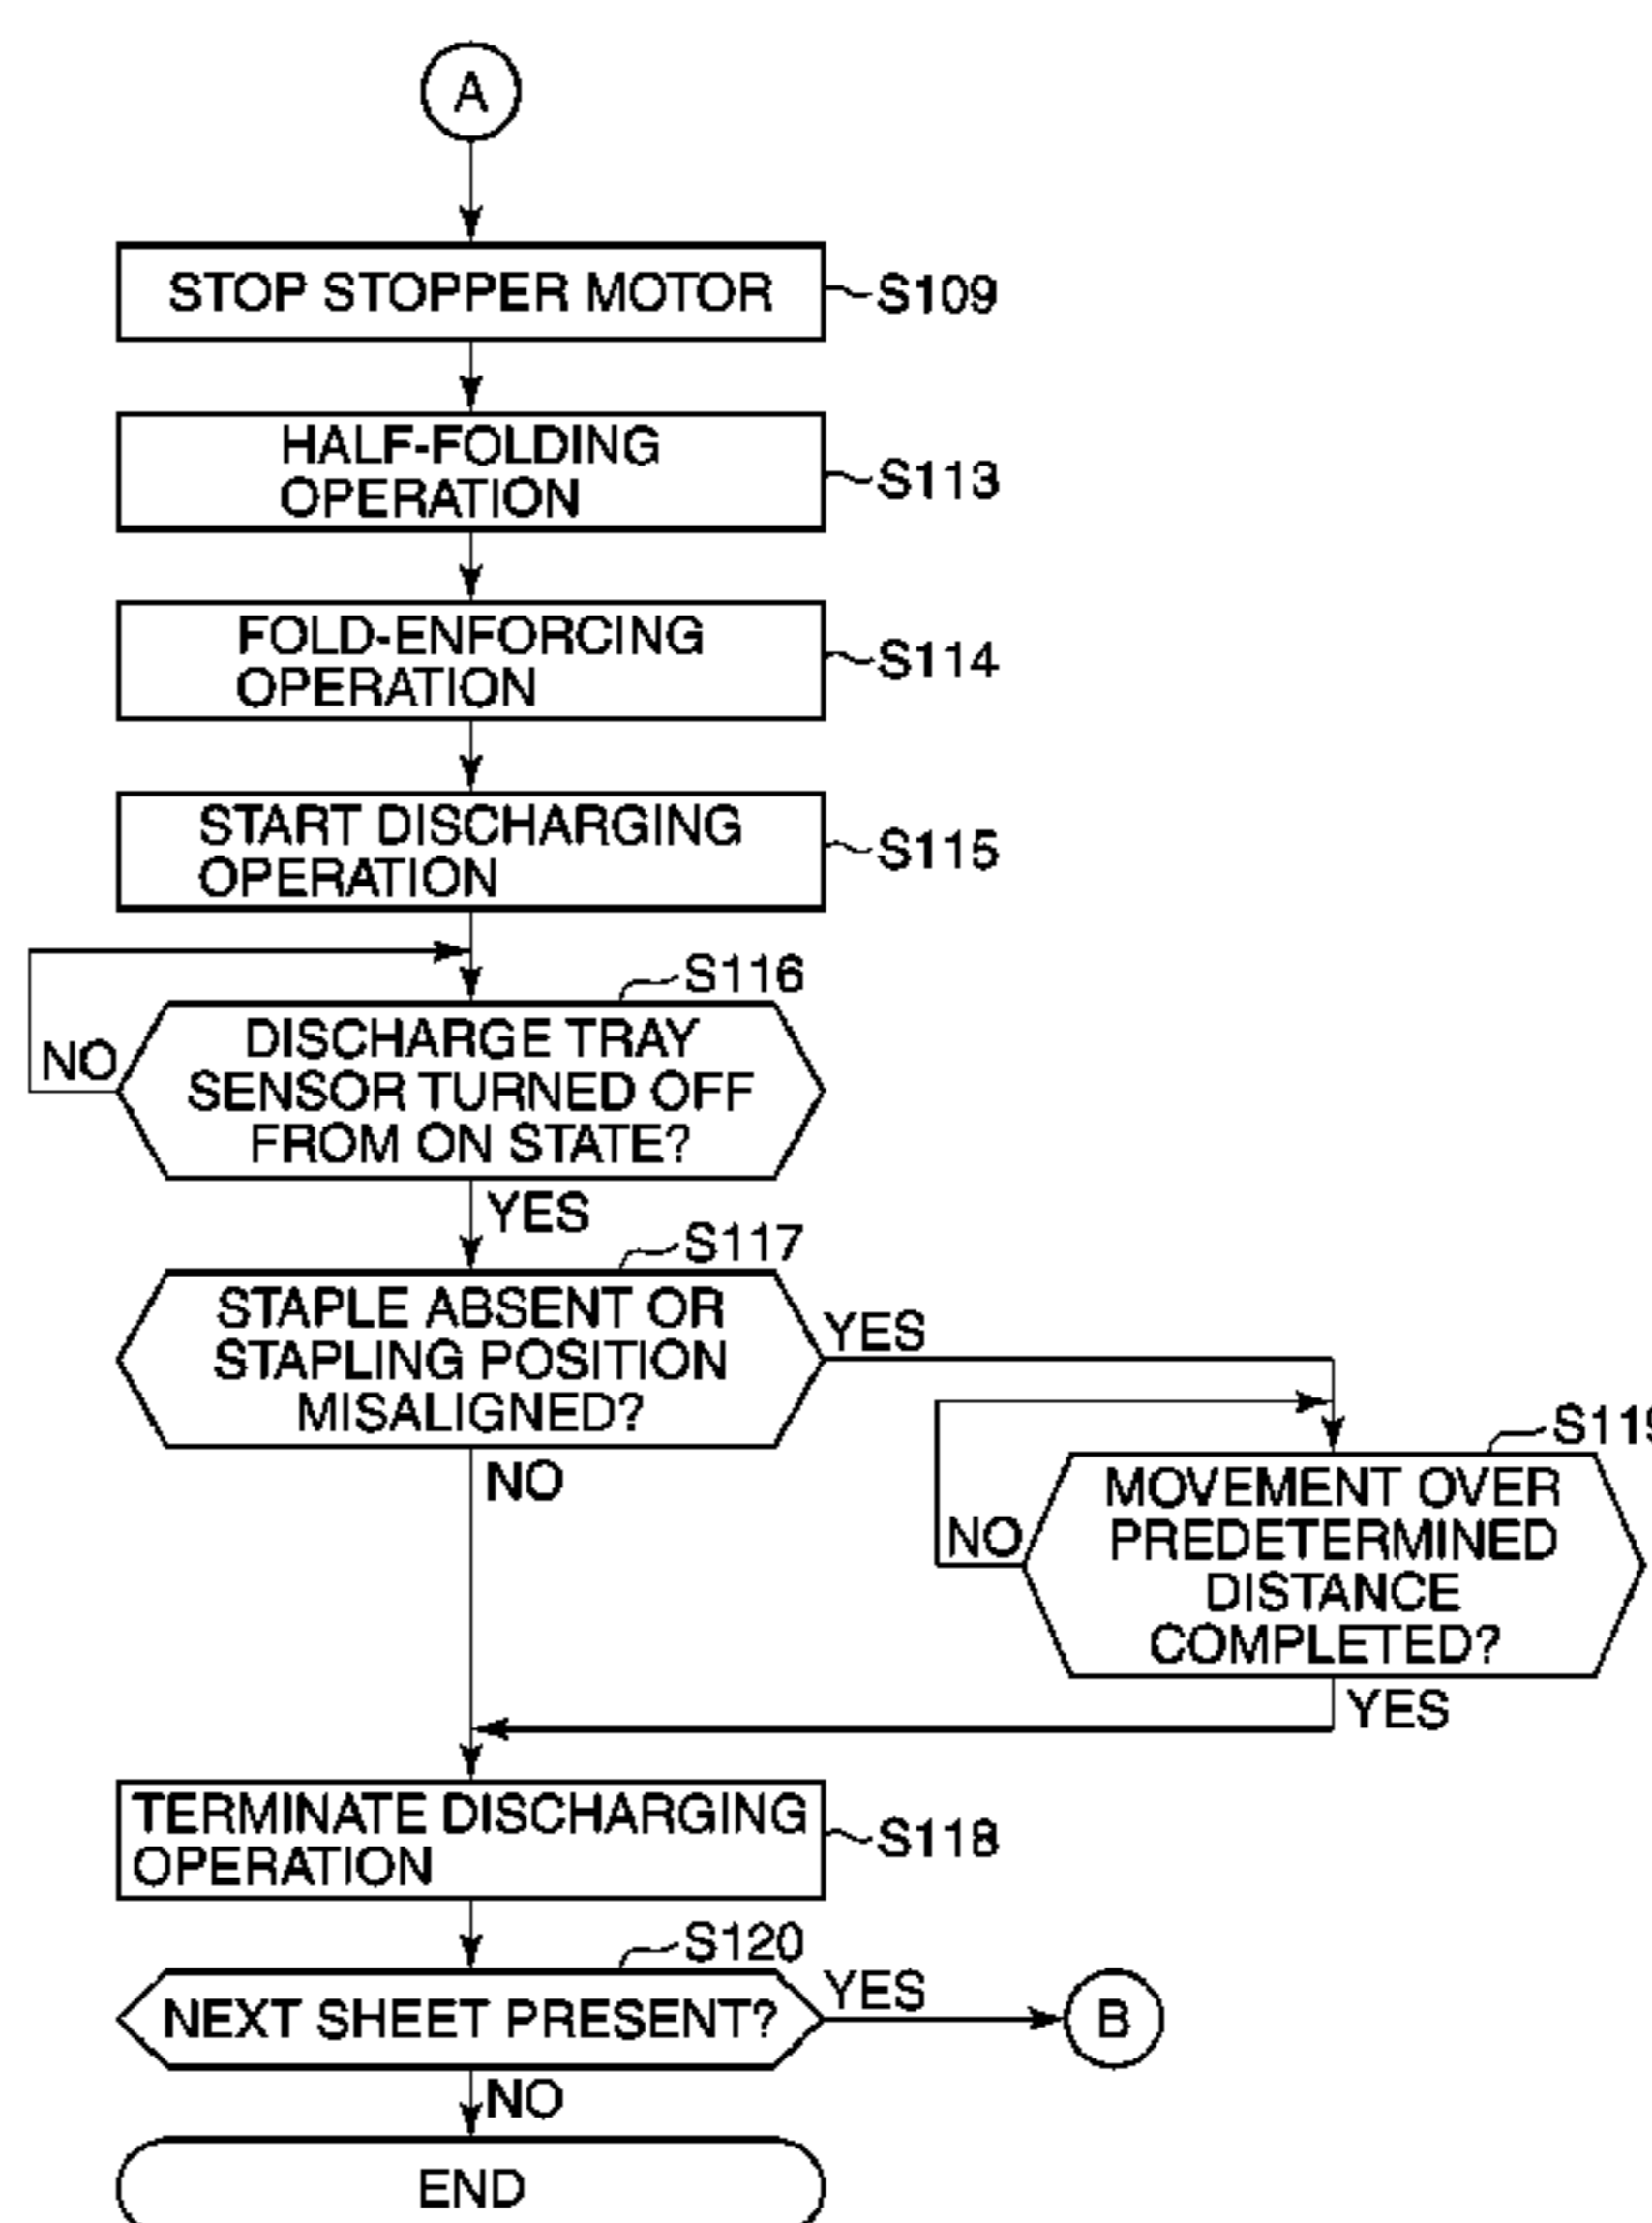 A
STOP STOPPER MOTOR
S109
HALF-FOLDING
OPERATION
S113
FOLD-ENFORCING
OPERATION
S114
START DISCHARGING
OPERATION
S115
S116
DISCHARGE TRAY
SENSOR TURNED OFF
FROM ON STATE?
NO
YES
S117
STAPLE ABSENT OR
STAPLING POSITION
MISALIGNED?
YES
NO
S119
MOVEMENT OVER
PREDETERMINED
DISTANCE
COMPLETED?
NO
YES
TERMINATE DISCHARGING
OPERATION
S118
S120
NEXT SHEET PRESENT?
YES
B
NO
END